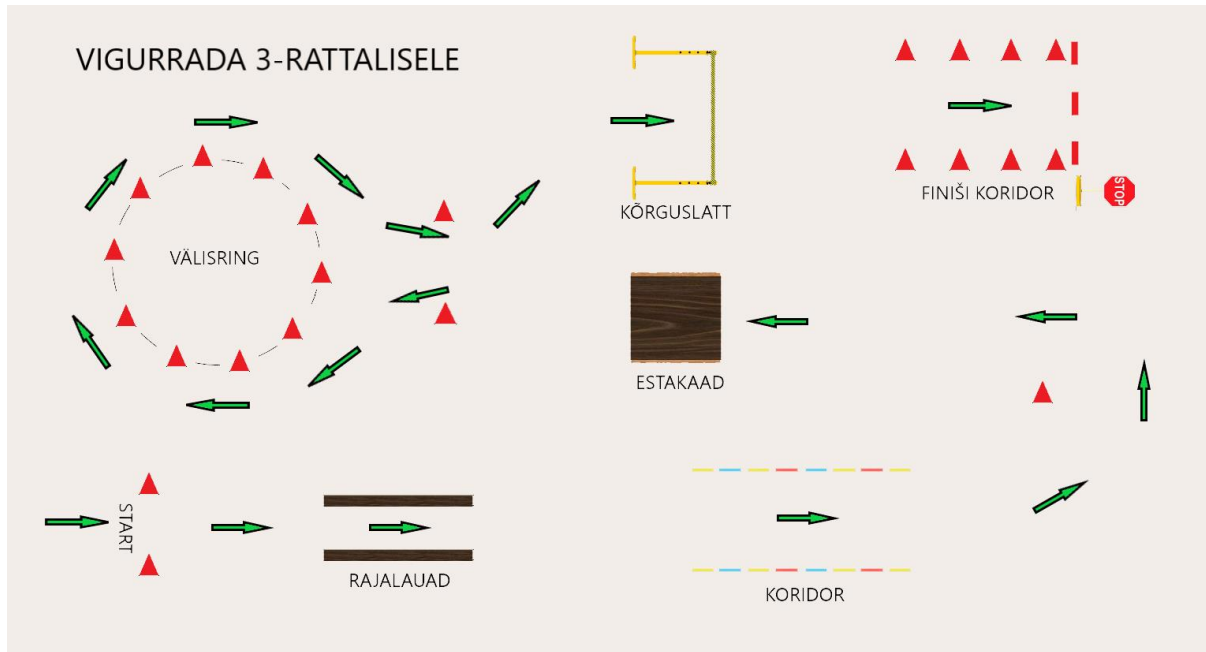 VIGURRADA 3-RATTALISELE
KÕRGUSLATT
FINIŠI KORIDOR
STOP
VÄLISRING
ESTAKAAD
START
RAJALAUAD
KORIDOR